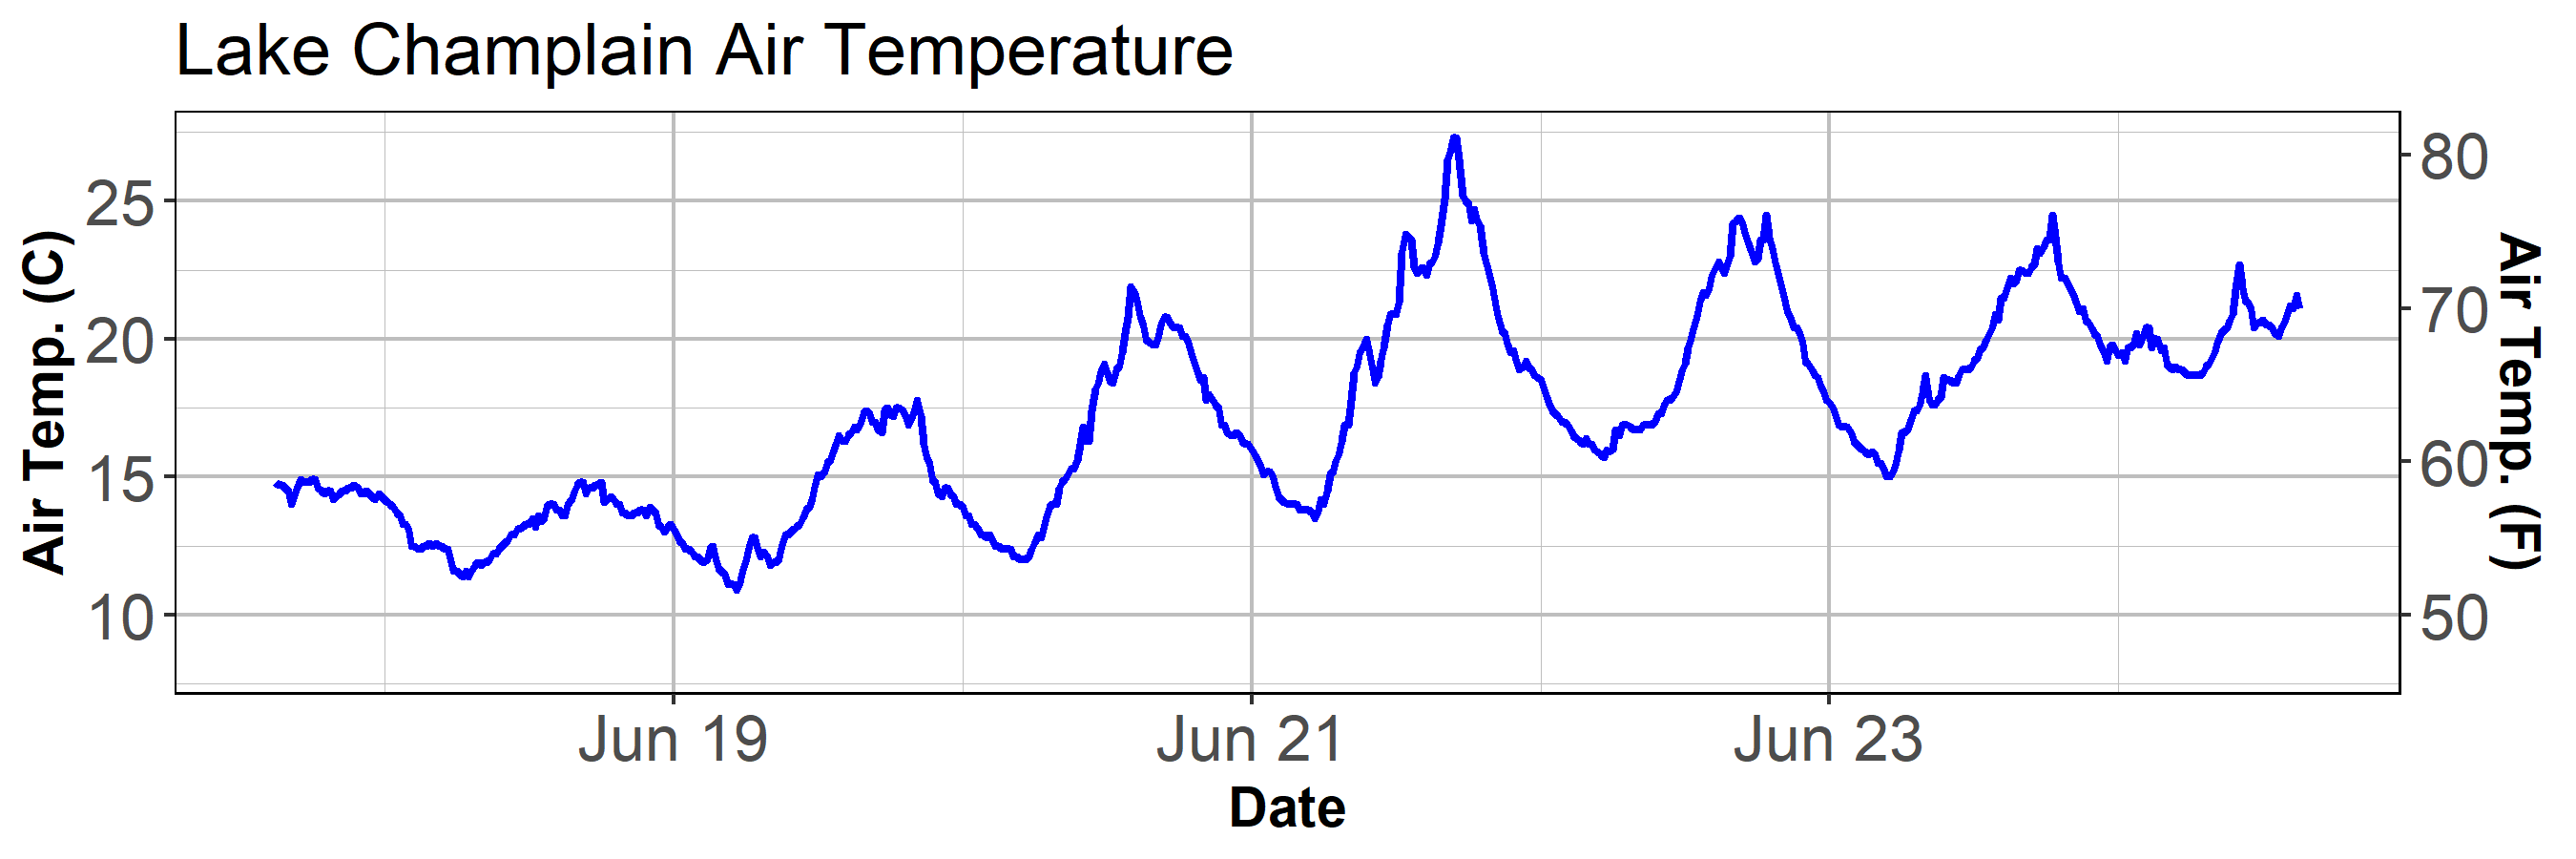 Lake Champlain Air Temperature
Air Temp. (C)
25
20
15
10
80
70
60
50
Air Temp. (F)
Jun 19
Jun 21
Jun 23
Date